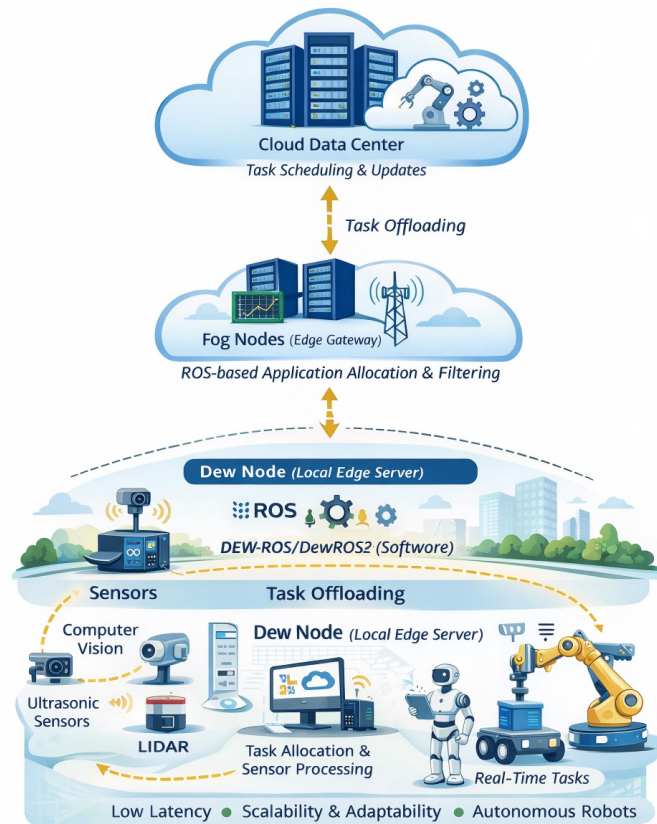 Cloud Data Center
Task Scheduling & Updates
Task Offloading
Fog Nodes (Edge Gateway)
ROS-based Application Allocation & Filtering
Dew Node (Local Edge Server)
ROS
DEW-ROS/DewROS2 (Softwore)
Sensors
Task Offloading
Computer
Vision
Dew Node (Local Edge Server)
Ultrasonic
Sensors
LIDAR
Task Allocation &
Sensor Processing
Real-Time Tasks
Low Latency ● Scalability & Adaptability ● Autonomous Robots